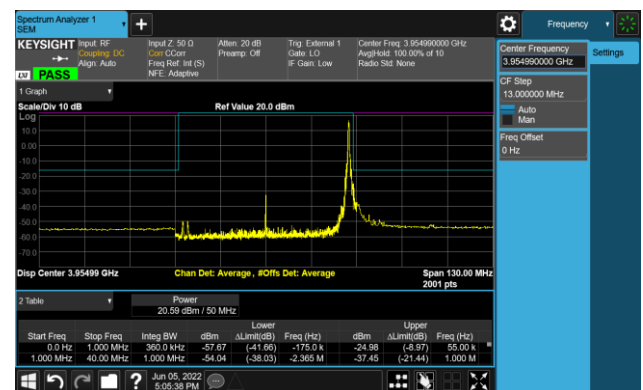 Spectrum Analyzer 1
SEM
Frequency
KEYSIGHT
Input: RF
Coupling: DC
Align: Auto
Input Z: 50 Ω
Corr CCorr
Freq Ref: Int (S)
NFE: Adaptive
Atten: 20 dB
Preamp: Off
Trig: External 1
Gate: LO
IF Gain: Low
Center Freq: 3.954990000 GHz
Avg|Hold: 100.00% of 10
Radio Std: None
LXI PASS
Center Frequency
3.954990000 GHz
Settings
CF Step
13.000000 MHz
Auto
Man
Freq Offset
0 Hz
1 Graph
Scale/Div 10 dB
Ref Value 20.0 dBm
Log
10.0
0.00
-10.0
-20.0
-30.0
-40.0
-50.0
-60.0
-70.0
Disp Center 3.95499 GHz
Chan Det: Average , #Offs Det: Average
Span 130.00 MHz
2001 pts
2 Table
Power
20.59 dBm / 50 MHz
Lower Upper
Start Freq Stop Freq Integ BW dBm ΔLimit(dB) Freq (Hz) dBm ΔLimit(dB) Freq (Hz)
0.0 Hz 1.000 MHz 360.0 kHz -57.67 (-41.66) -175.0 k -24.98 (-8.97) 55.00 k
1.000 MHz 40.00 MHz 1.000 MHz -54.04 (-38.03) -2.365 M -37.45 (-21.44) 1.000 M
Jun 05, 2022
5:05:38 PM